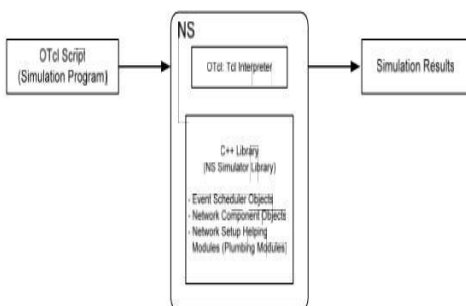 NS
OTcl Script
(Simulation Program)
OTcl: Tcl Interpreter
Simulation Results
C++ Library
(NS Simulator Library)
- Event Scheduler Objects
- Network Component Objects
- Network Setup Helping
Modules (Plumbing Modules)